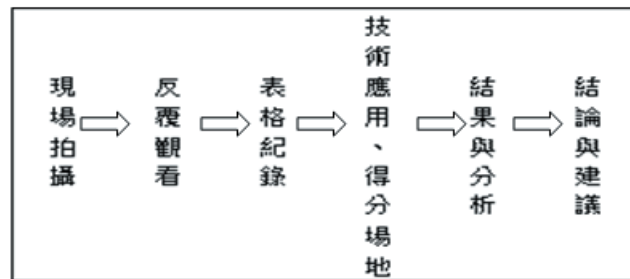 現場拍攝
反覆觀看
表格紀錄
技術應用、得分場地
結果與分析
結論與建議